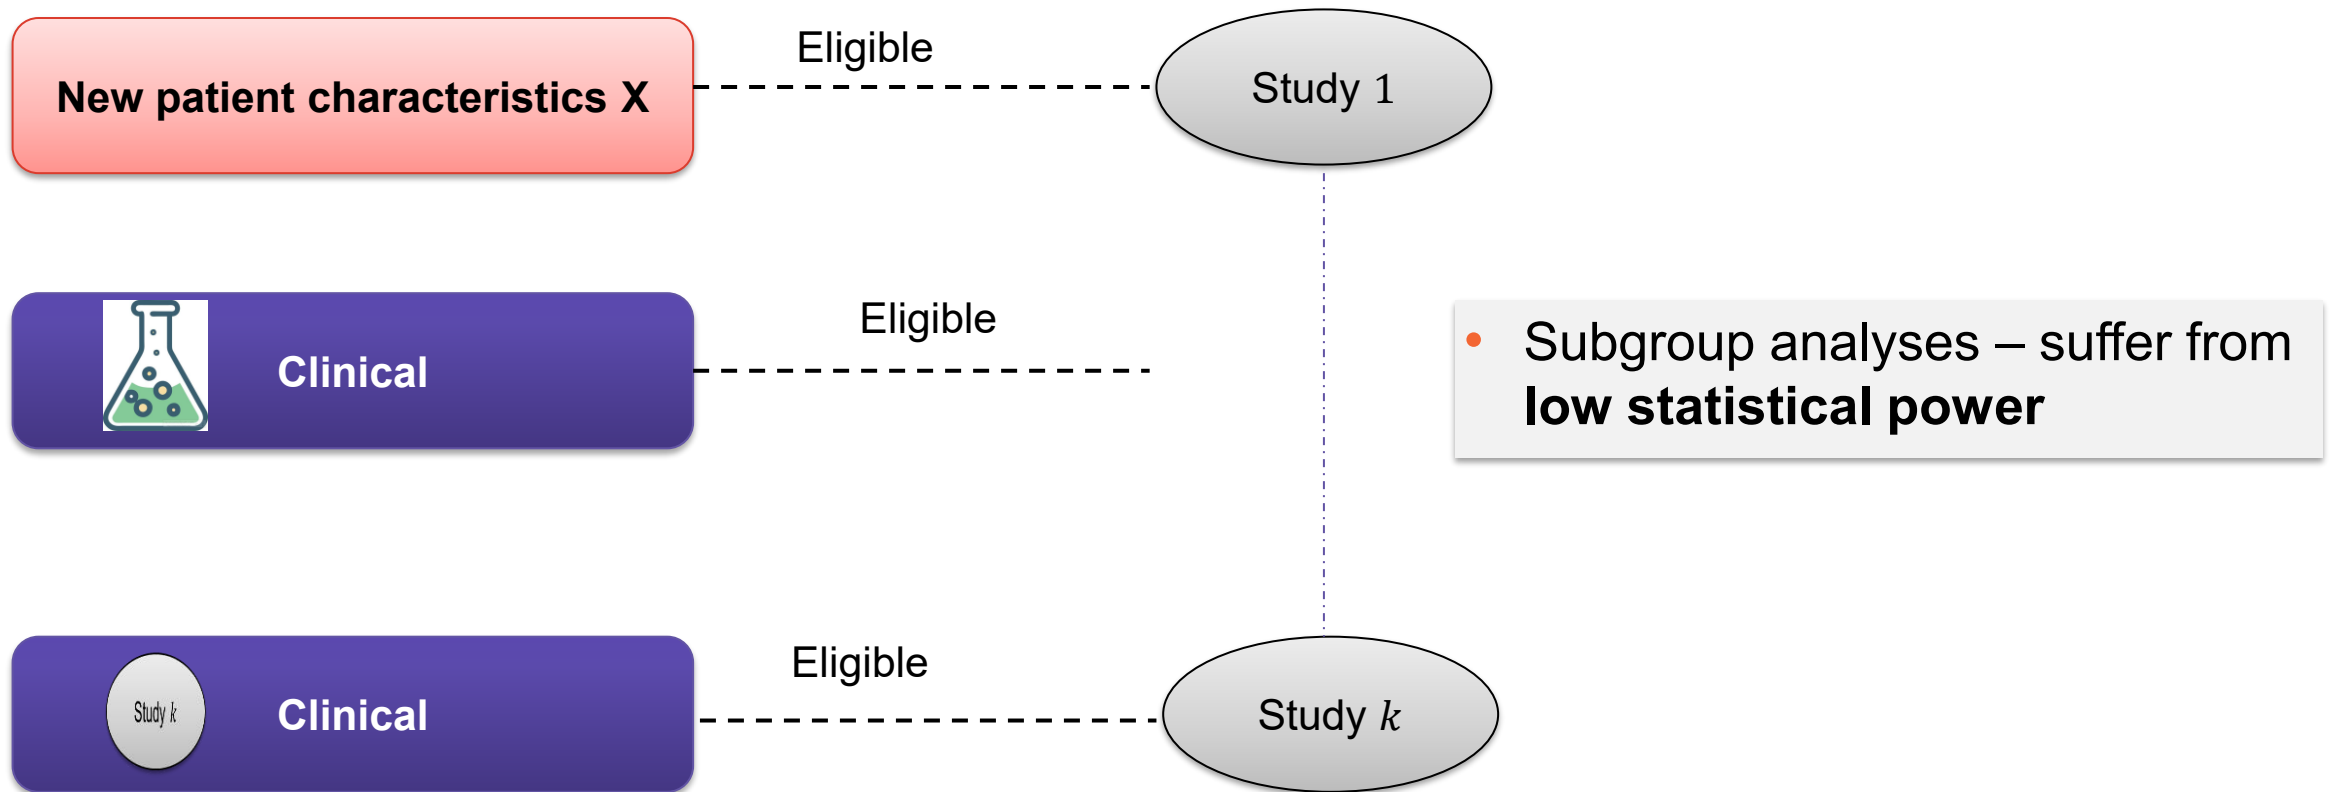 New patient characteristics X
Eligible
Study 1
Clinical
Eligible
• Subgroup analyses – suffer from
low statistical power
Study k
Clinical
Eligible
Study k